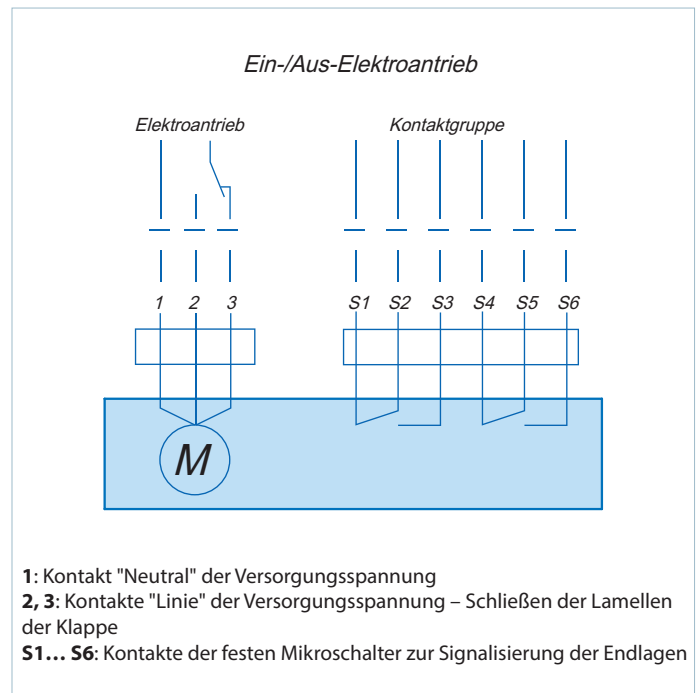 Ein-/Aus-Elektroantrieb
Elektroantrieb Kontaktgruppe
1 2 3 S1 S2 S3 S4 S5 S6
M
1: Kontakt "Neutral" der Versorgungsspannung
2, 3: Kontakte "Linie" der Versorgungsspannung – Schließen der Lamellen
der Klappe
S1... S6: Kontakte der festen Mikroschalter zur Signalisierung der Endlagen